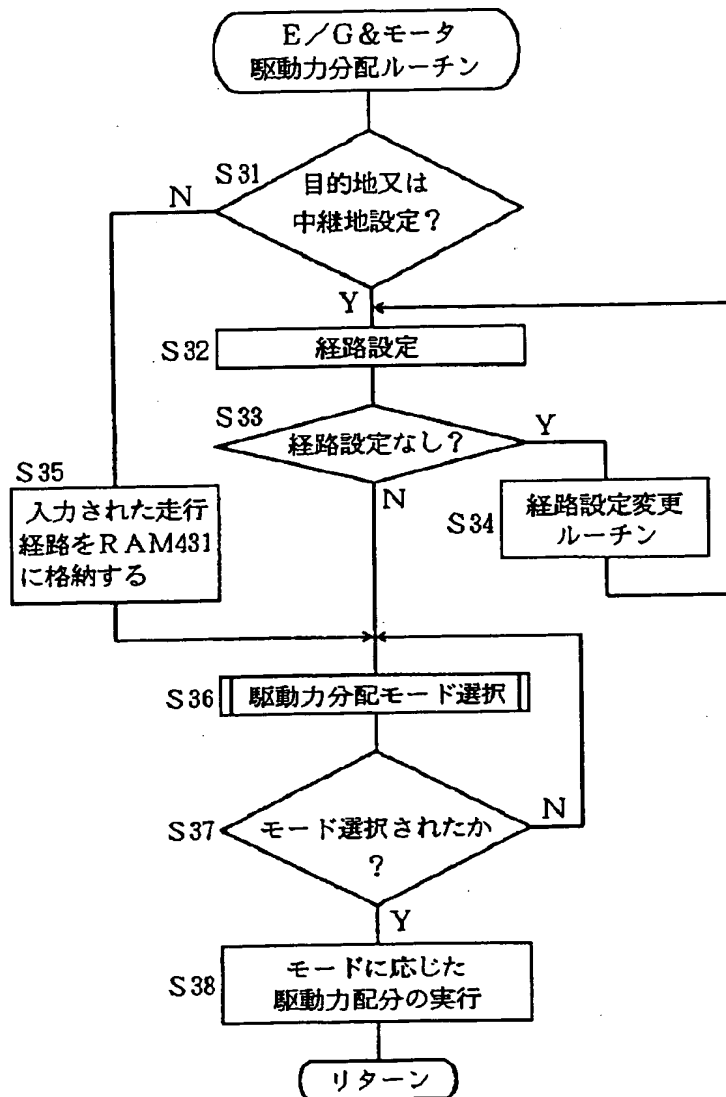 E/G&モータ
駆動力分配ルーチン
S31
目的地又は
中継地設定?
N
Y
S32
経路設定
S33
経路設定なし?
Y
N
S35
入力された走行
経路をRAM431
に格納する
S34
経路設定変更
ルーチン
S36
駆動力分配モード選択
S37
モード選択されたか
?
N
Y
S38
モードに応じた
駆動力配分の実行
リターン